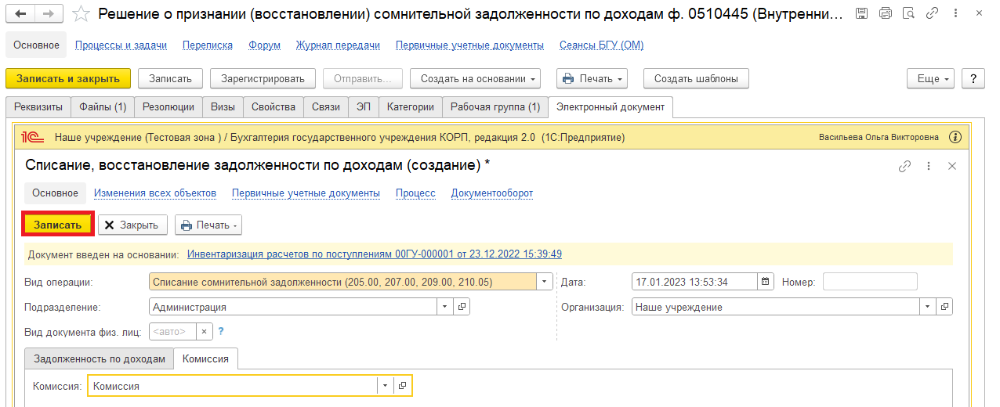 Решение о признании (восстановлении) сомнительной задолженности по доходам ф. 0510445 (Внутренни...
Основное Процессы и задачи Переписка Форум Журнал передачи Первичные учетные документы Сеансы БГУ (ОМ)
Записать и закрыть Записать Зарегистрировать Отправить... Создать на основании Печать Создать шаблоны Еще ?
Реквизиты Файлы (1) Резолюции Визы Свойства Связи ЭП Категории Рабочая группа (1) Электронный документ
1С Наше учреждение (Тестовая зона ) / Бухгалтерия государственного учреждения КОРП, редакция 2.0 (1С:Предприятие) Васильева Ольга Викторовна
Списание, восстановление задолженности по доходам (создание) *
Основное Изменения всех объектов Первичные учетные документы Процесс Документооборот
Записать Закрыть Печать
Документ введен на основании: Инвентаризация расчетов по поступлениям 00ГУ-000001 от 23.12.2022 15:39:49
Вид операции: Списание сомнительной задолженности (205.00, 207.00, 209.00, 210.05) Дата: 17.01.2023 13:53:34 Номер:
Подразделение: Администрация Организация: Наше учреждение
Вид документа физ. лиц: <авто> ?
Задолженность по доходам Комиссия
Комиссия: Комиссия